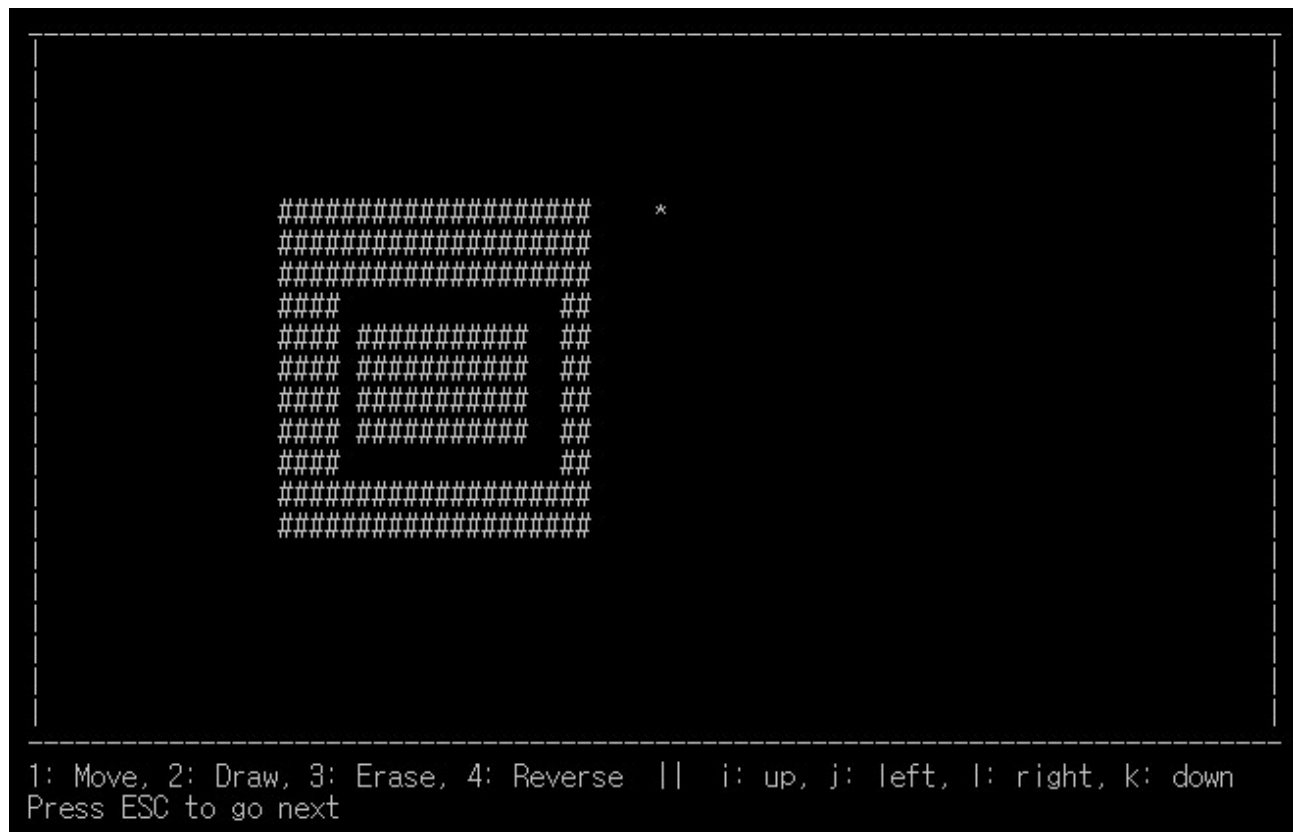 --------------------------------------------------------------------------------
#################### *
####################
####################
#### ##
#### ########### ##
#### ########### ##
#### ########### ##
#### ########### ##
#### ##
####################
####################
--------------------------------------------------------------------------------
1: Move, 2: Draw, 3: Erase, 4: Reverse || i: up, j: left, l: right, k: down
Press ESC to go next